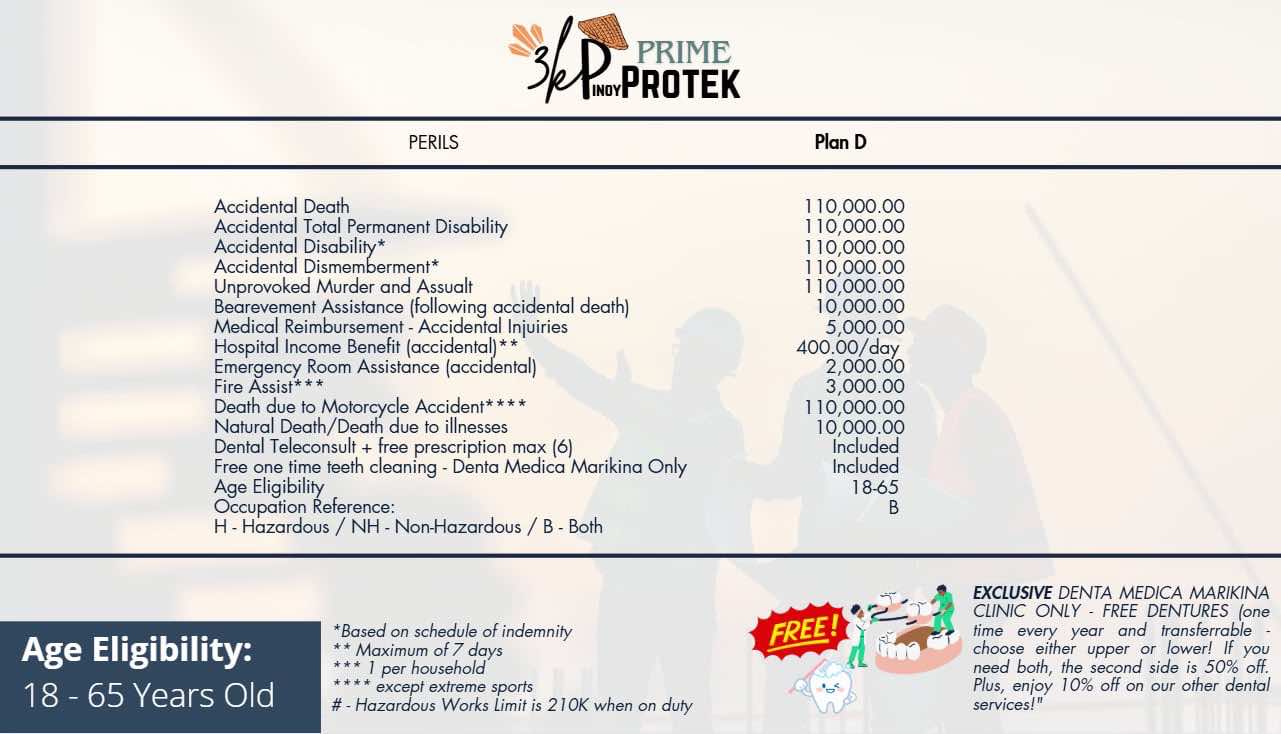 3k PINOY PRIME PROTEK
PERILS Plan D
Accidental Death 110,000.00
Accidental Total Permanent Disability 110,000.00
Accidental Disability* 110,000.00
Accidental Dismemberment* 110,000.00
Unprovoked Murder and Assualt 110,000.00
Bearevement Assistance (following accidental death) 10,000.00
Medical Reimbursement - Accidental Injuiries 5,000.00
Hospital Income Benefit (accidental)** 400.00/day
Emergency Room Assistance (accidental) 2,000.00
Fire Assist*** 3,000.00
Death due to Motorcycle Accident**** 110,000.00
Natural Death/Death due to illnesses 10,000.00
Dental Teleconsult + free prescription max (6) Included
Free one time teeth cleaning - Denta Medica Marikina Only Included
Age Eligibility 18-65
Occupation Reference: B
H - Hazardous / NH - Non-Hazardous / B - Both
Age Eligibility:
18 - 65 Years Old
*Based on schedule of indemnity
** Maximum of 7 days
*** 1 per household
**** except extreme sports
# - Hazardous Works Limit is 210K when on duty
FREE!
EXCLUSIVE DENTA MEDICA MARIKINA
CLINIC ONLY - FREE DENTURES (one
time every year and transferrable -
choose either upper or lower! If you
need both, the second side is 50% off.
Plus, enjoy 10% off on our other dental
services!"